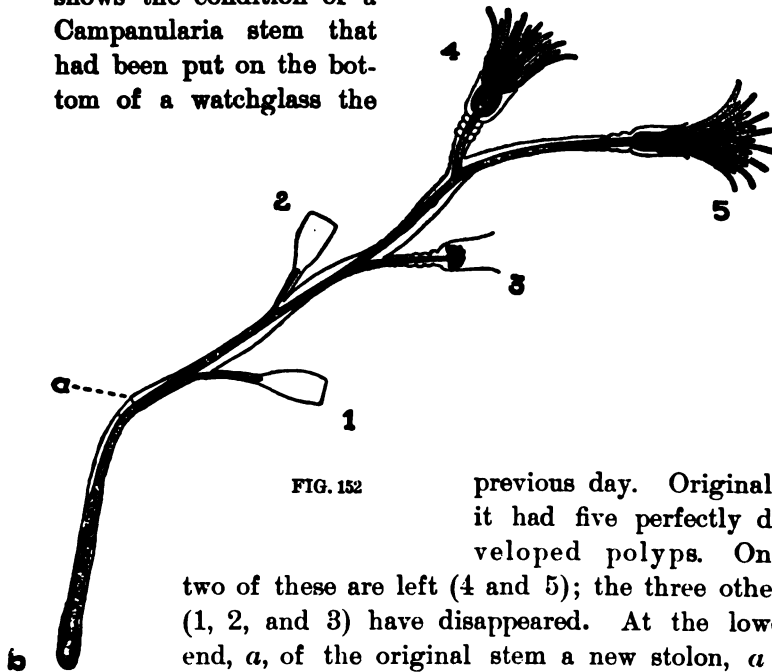 shows the condition of a
Campanularia stem that
had been put on the bot-
tom of a watchglass the
4
5
2
3
a
1
b
FIG. 152
previous day. Original
it had five perfectly d
veloped polyps. On
two of these are left (4 and 5); the three othe
(1, 2, and 3) have disappeared. At the low
end, a, of the original stem a new stolon, a